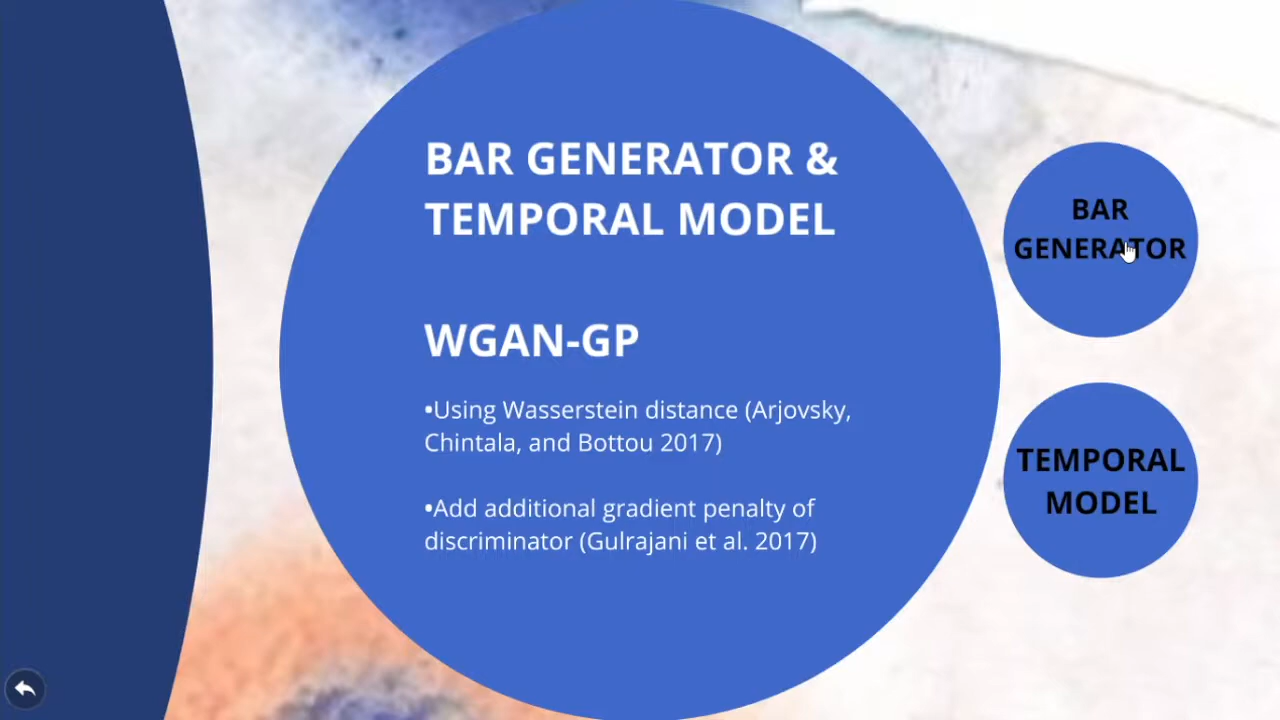 BAR GENERATOR &
TEMPORAL MODEL
WGAN-GP
•Using Wasserstein distance (Arjovsky,
Chintala, and Bottou 2017)
•Add additional gradient penalty of
discriminator (Gulrajani et al. 2017)
BAR
GENERATOR
TEMPORAL
MODEL